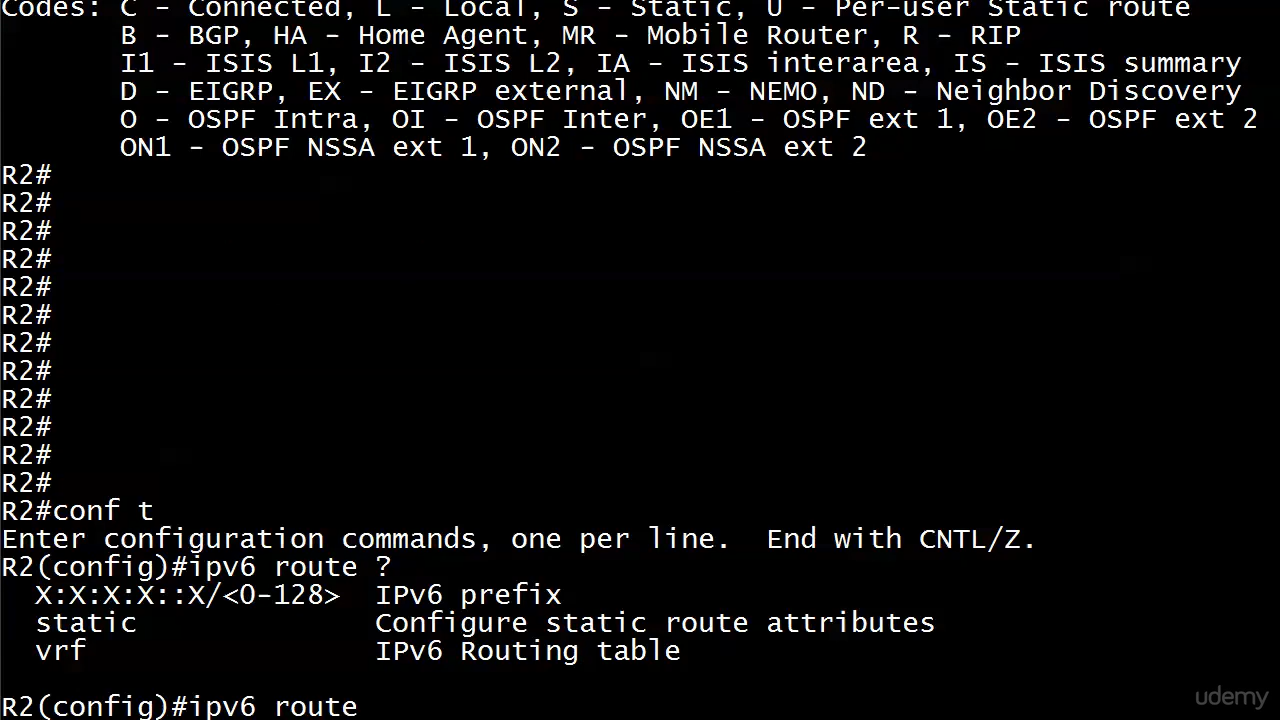 Codes: C - Connected, L - Local, S - Static, U - Per-user Static route
B - BGP, HA - Home Agent, MR - Mobile Router, R - RIP
I1 - ISIS L1, I2 - ISIS L2, IA - ISIS interarea, IS - ISIS summary
D - EIGRP, EX - EIGRP external, NM - NEMO, ND - Neighbor Discovery
O - OSPF Intra, OI - OSPF Inter, OE1 - OSPF ext 1, OE2 - OSPF ext 2
ON1 - OSPF NSSA ext 1, ON2 - OSPF NSSA ext 2
R2#
R2#
R2#
R2#
R2#
R2#
R2#
R2#
R2#
R2#
R2#
R2#
R2#conf t
Enter configuration commands, one per line.  End with CNTL/Z.
R2(config)#ipv6 route ?
X:X:X:X::X/<0-128>  IPv6 prefix
static              Configure static route attributes
vrf                 IPv6 Routing table
R2(config)#ipv6 route
udemy